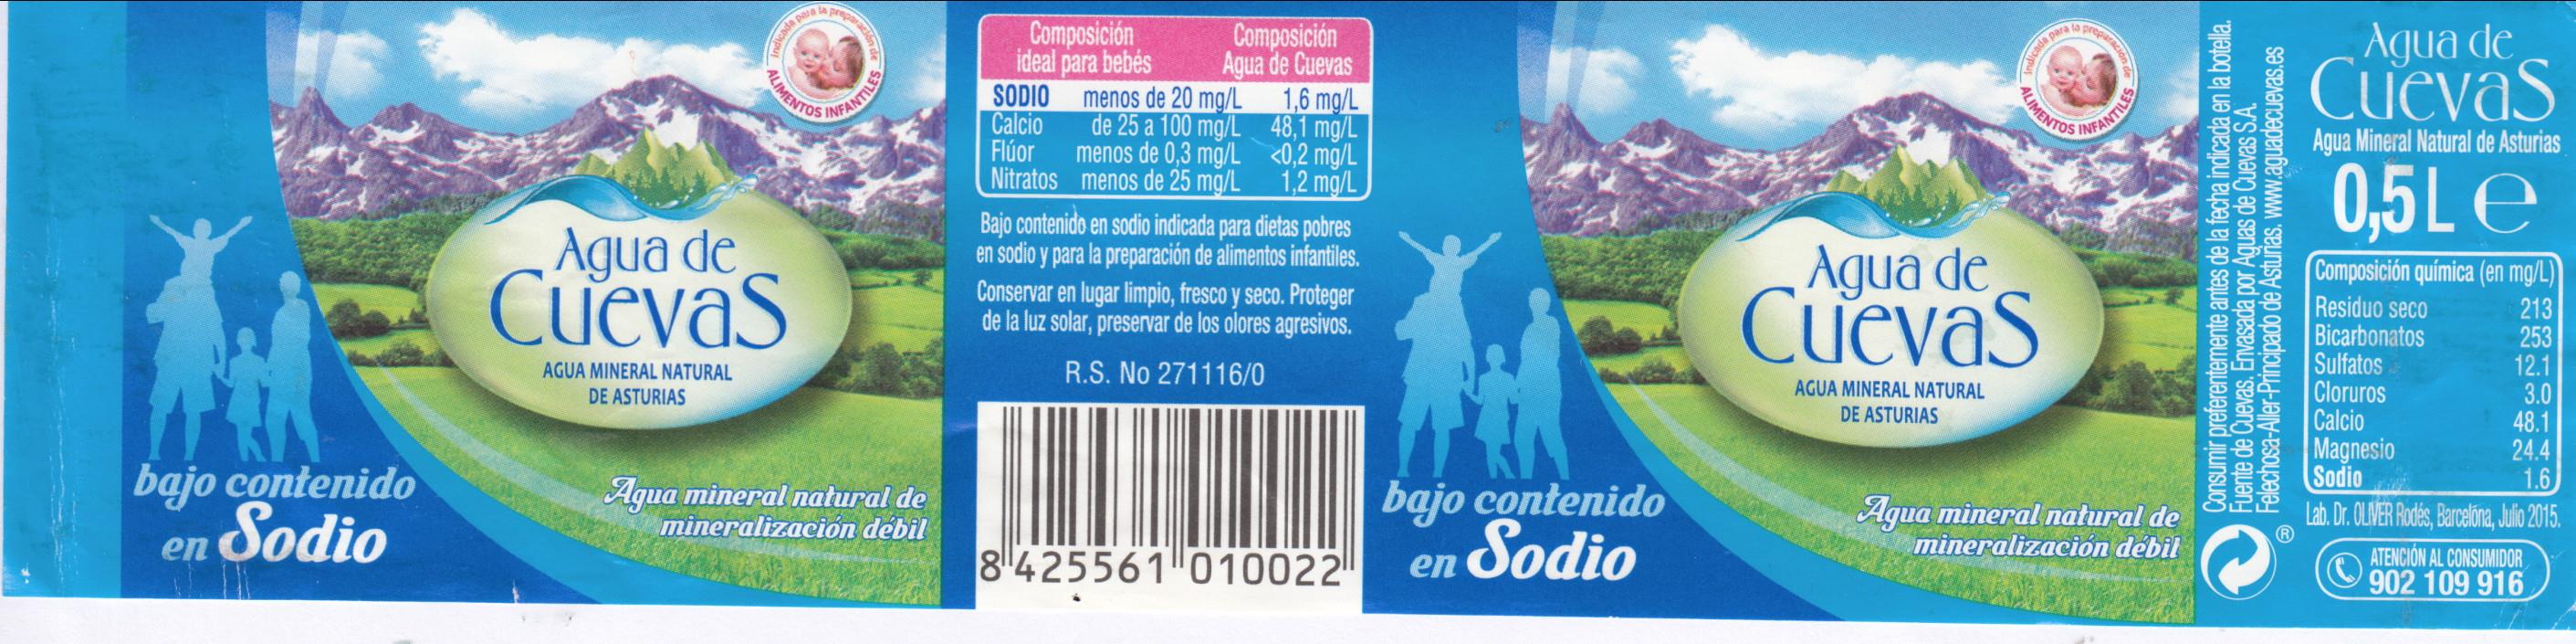 Indicada para la preparación de
ALIMENTOS INFANTILES
Agua de
Cuevas
AGUA MINERAL NATURAL
DE ASTURIAS
bajo contenido
en Sodio
Agua mineral natural de
mineralización débil
Composición ideal para bebés
Composición Agua de Cuevas
SODIO menos de 20 mg/L 1,6 mg/L
Calcio de 25 a 100 mg/L 48,1 mg/L
Flúor menos de 0,3 mg/L <0,2 mg/L
Nitratos menos de 25 mg/L 1,2 mg/L
Bajo contenido en sodio indicada para dietas pobres
en sodio y para la preparación de alimentos infantiles.
Conservar en lugar limpio, fresco y seco. Proteger
de la luz solar, preservar de los olores agresivos.
R.S. No 271116/0
8 425561 010022
Indicada para la preparación de
ALIMENTOS INFANTILES
Agua de
Cuevas
AGUA MINERAL NATURAL
DE ASTURIAS
bajo contenido
en Sodio
Agua mineral natural de
mineralización débil
Consumir preferentemente antes de la fecha indicada en la botella.
Fuente de Cuevas. Envasada por Aguas de Cuevas S.A.
Felechosa-Aller-Principado de Asturias. www.aguadecuevas.es
®
Agua de
Cuevas
Agua Mineral Natural de Asturias
0,5 L e
Composición química (en mg/L)
Residuo seco 213
Bicarbonatos 253
Sulfatos 12.1
Cloruros 3.0
Calcio 48.1
Magnesio 24.4
Sodio 1.6
Lab. Dr. OLIVER Rodés, Barcelóna, Julio 2015.
ATENCIÓN AL CONSUMIDOR
902 109 916